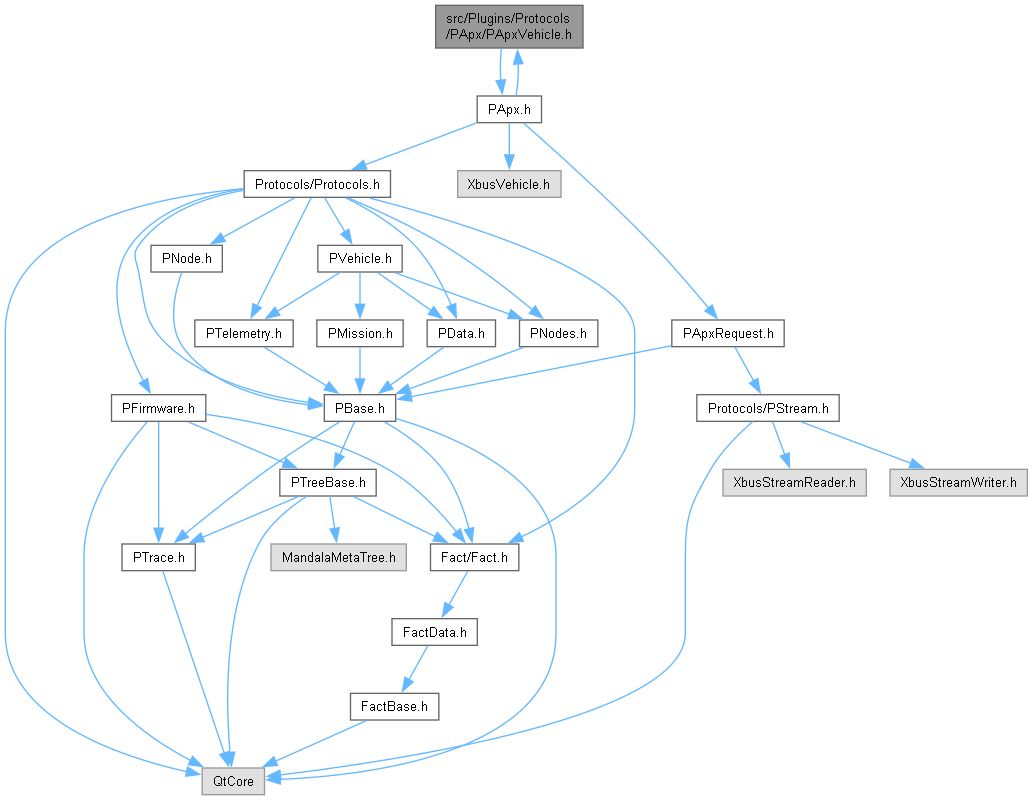 src/Plugins/Protocols
/PApx/PApxVehicle.h
PApx.h
Protocols/Protocols.h
XbusVehicle.h
PNode.h
PVehicle.h
PTelemetry.h
PMission.h
PData.h
PNodes.h
PApxRequest.h
PFirmware.h
PBase.h
Protocols/PStream.h
PTreeBase.h
XbusStreamReader.h
XbusStreamWriter.h
PTrace.h
MandalaMetaTree.h
Fact/Fact.h
FactData.h
FactBase.h
QtCore